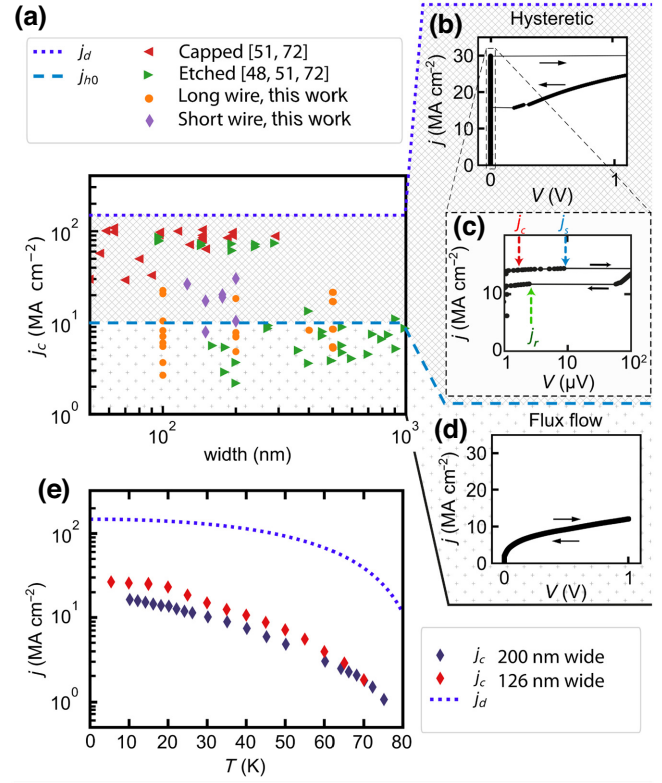 (a)
j_d
j_h0
Capped [51, 72]
Etched [48, 51, 72]
Long wire, this work
Short wire, this work
j_c (MA cm⁻²)
10²
10¹
10⁰
10²
10³
width (nm)
(b)
Hysteretic
j (MA cm⁻²)
30
20
10
0
0
1
V (V)
(c)
j_c
j_s
j_r
j (MA cm⁻²)
10
0
1
10
10²
V (μV)
(d)
Flux flow
j (MA cm⁻²)
30
20
10
0
0
1
V (V)
(e)
j (MA cm⁻²)
10²
10¹
10⁰
0
10
20
30
40
50
60
70
80
T (K)
j_c 200 nm wide
j_c 126 nm wide
j_d